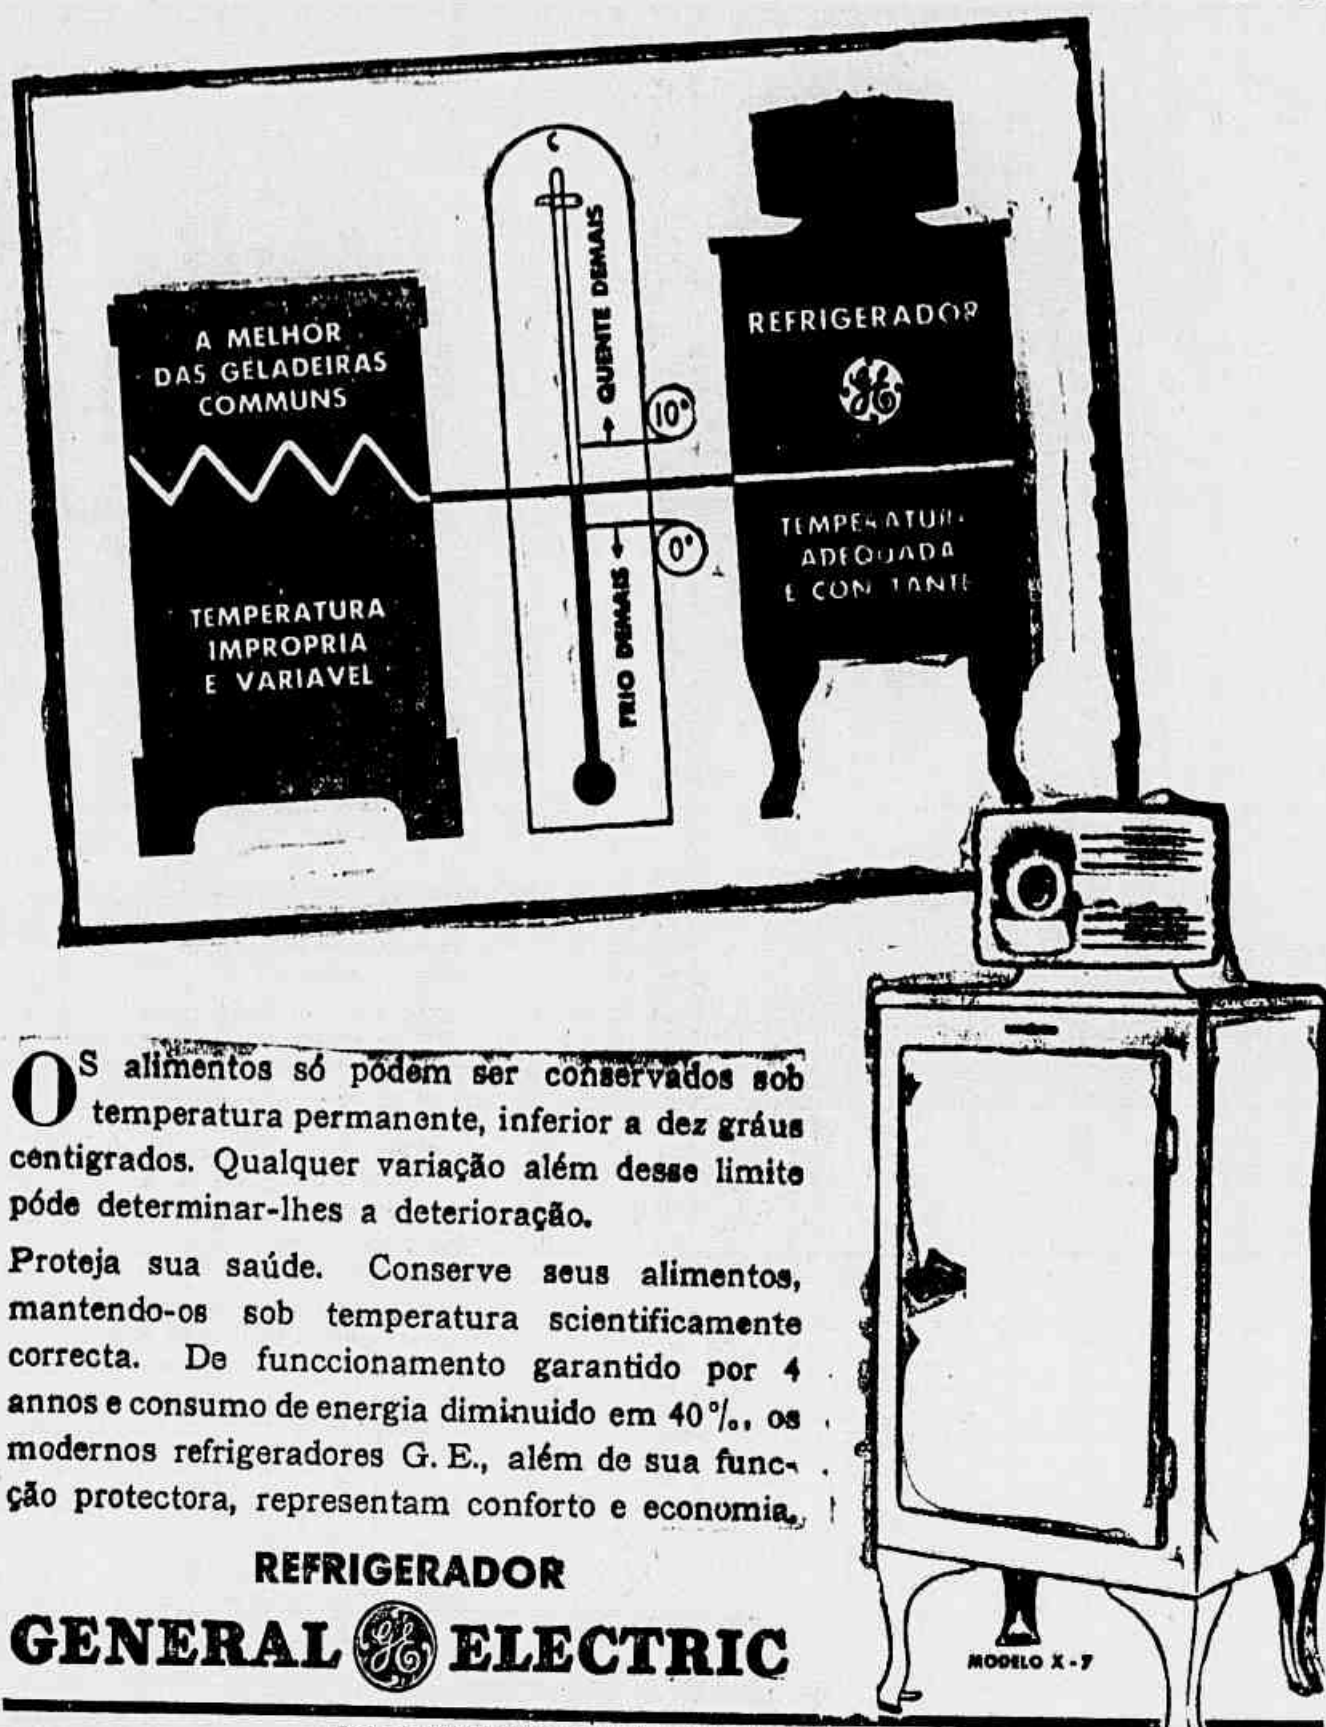 A MELHOR
DAS GELADEIRAS
COMMUNS
TEMPERATURA
IMPROPRIA
E VARIAVEL
C
QUENTE DEMAIS
10°
0°
FRIO DEMAIS
REFRIGERADOR
GE
TEMPERATURA
ADEQUADA
E CONSTANTE
OS alimentos só pódem ser conservados sob
temperatura permanente, inferior a dez gráus
centigrados. Qualquer variação além desse limite
póde determinar-lhes a deterioração.
Proteja sua saúde. Conserve seus alimentos,
mantendo-os sob temperatura scientificamente
correcta. De funccionamento garantido por 4
annos e consumo de energia diminuido em 40%, os
modernos refrigeradores G. E., além de sua func-
ção protectora, representam conforto e economia.
REFRIGERADOR
GENERAL GE ELECTRIC
MODELO X-7